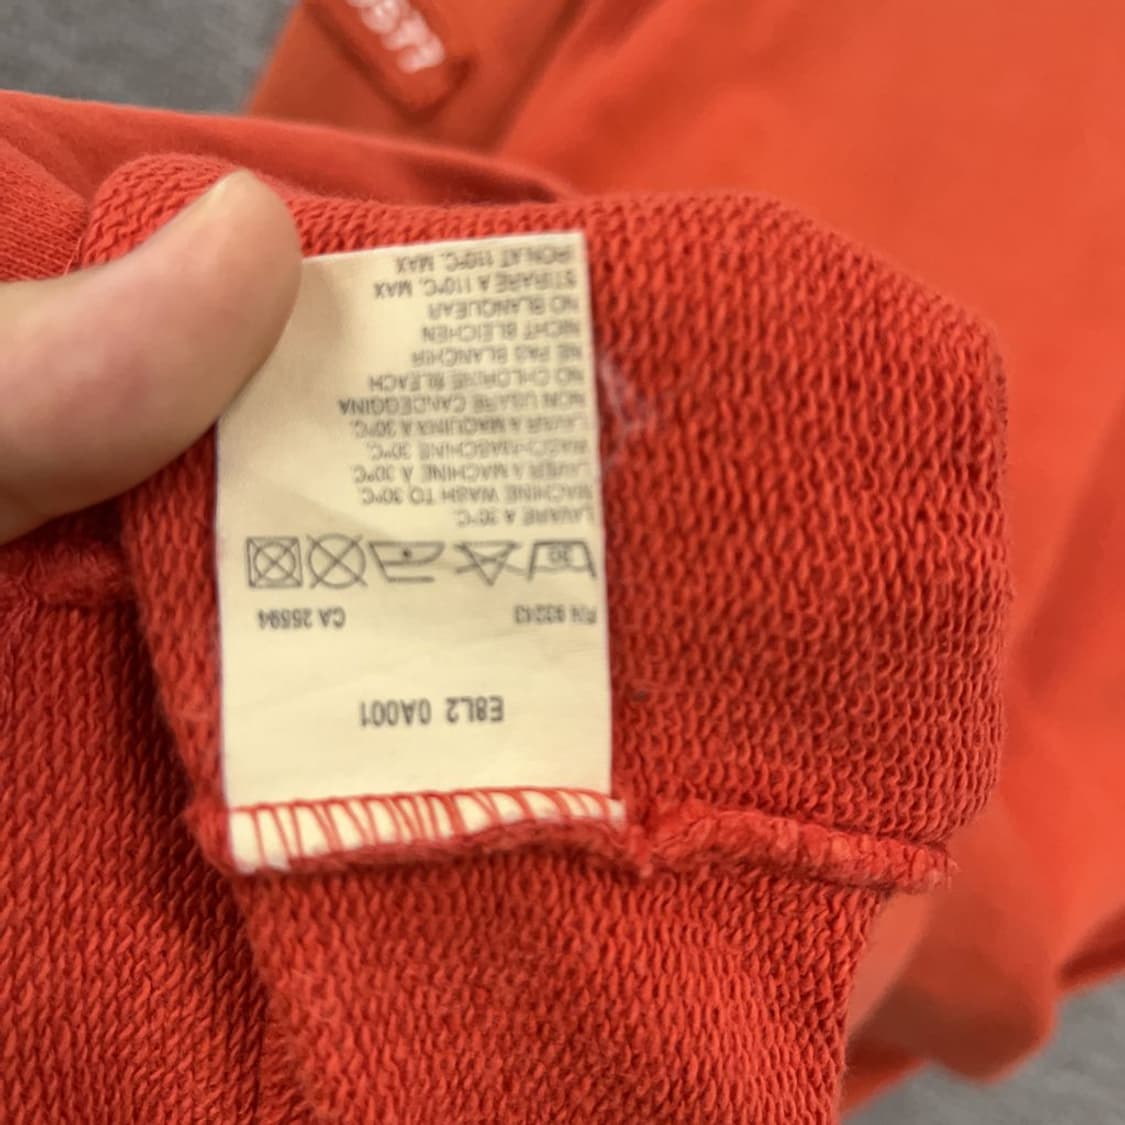 E8L2 0A001
RN 93243 CA 25594
30
LAVARE A 30°C.
MACHINE WASH TO 30°C.
LAVER A MACHINE À 30°C.
MASCHINE 30°C.
LAVAR A MAQUINA A 30°C.
NON USARE CANDEGGINA
NO CHLORINE BLEACH
NE PAS BLANCHIR
NICHT BLEICHEN
NO BLANQUEAR
STIRARE A 110°C. MAX
IRON AT 110°C. MAX